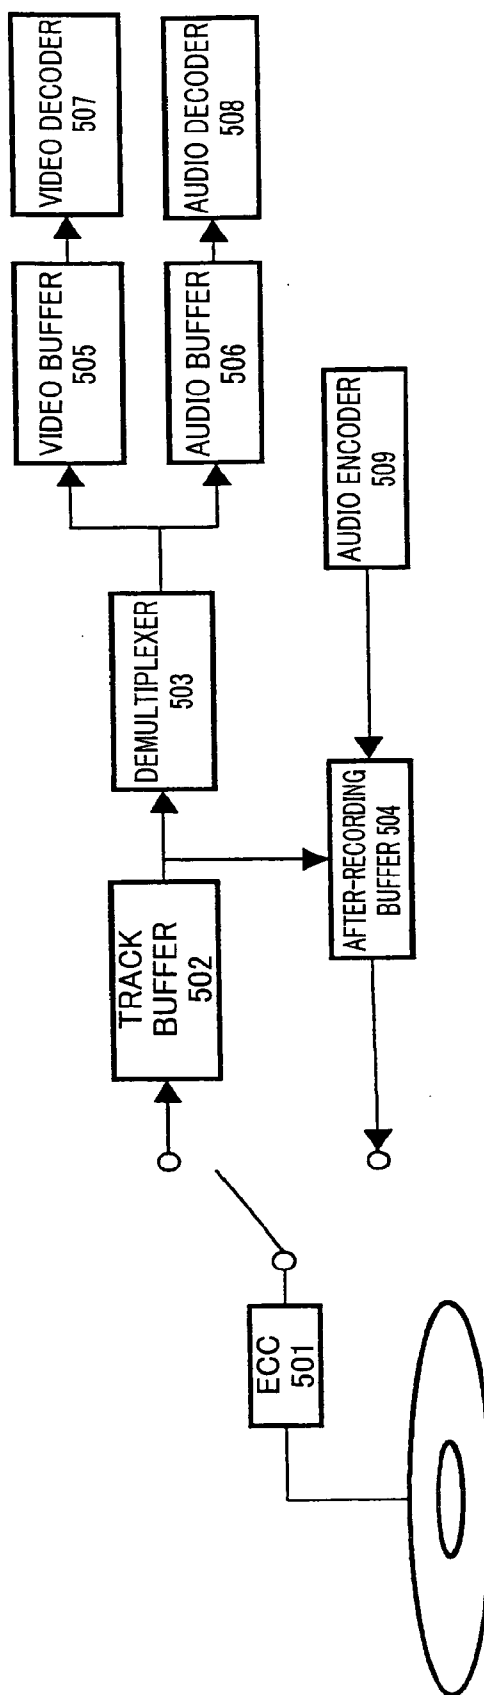 ECC
501
TRACK
BUFFER
502
DEMULTIPLEXER
503
AFTER-RECORDING
BUFFER 504
VIDEO BUFFER
505
AUDIO BUFFER
506
VIDEO DECODER
507
AUDIO DECODER
508
AUDIO ENCODER
509